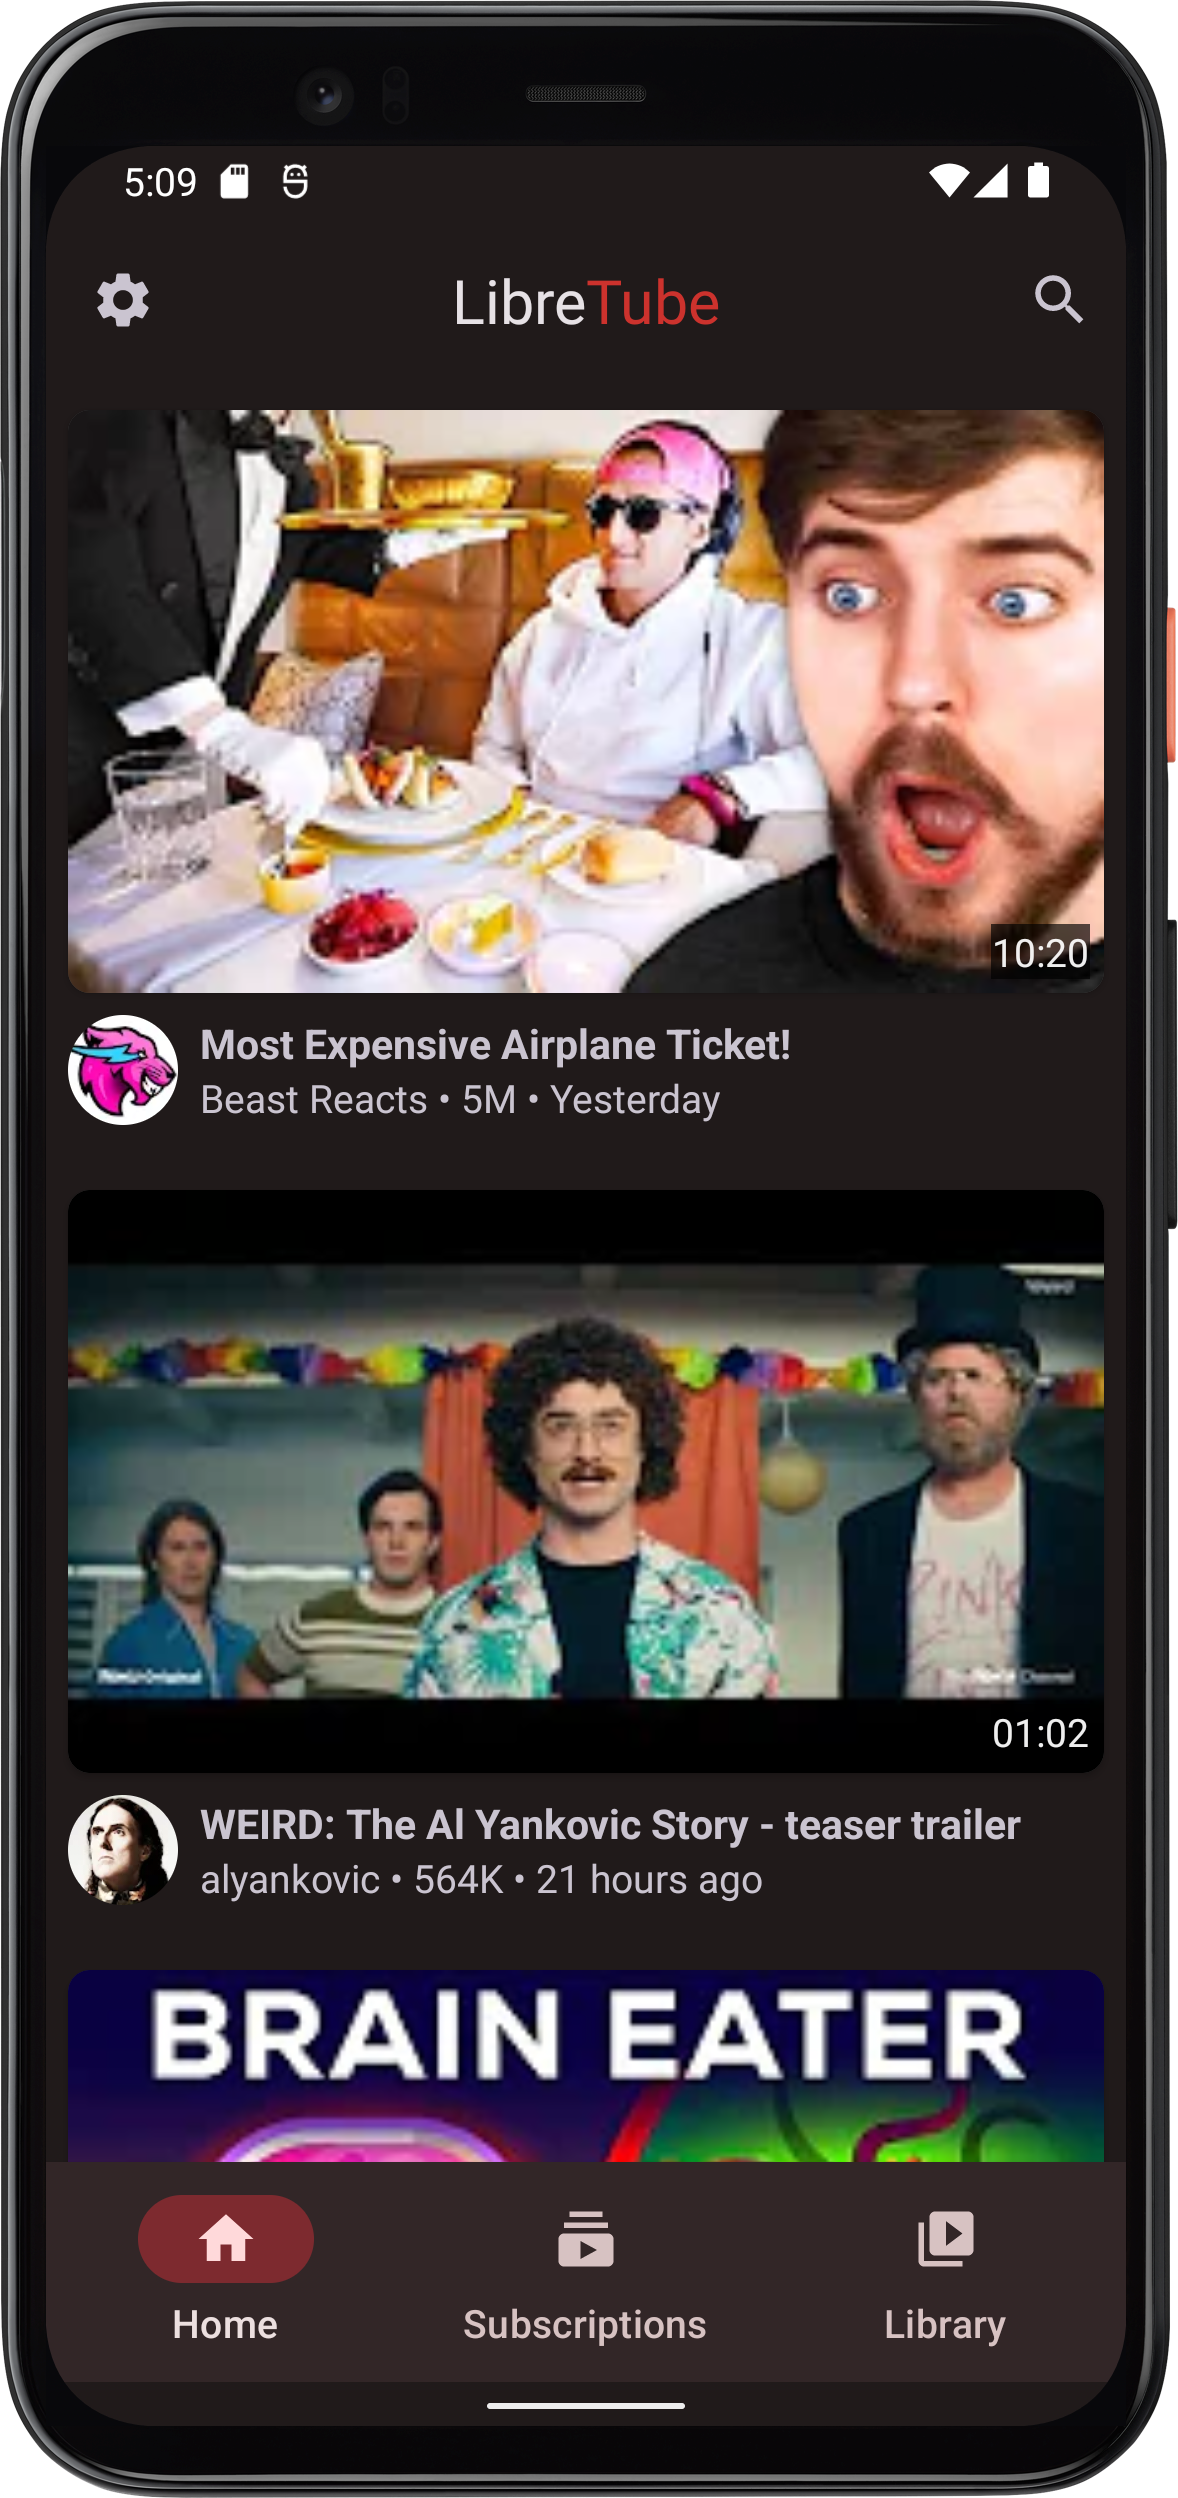 5:09
LibreTube
10:20
Most Expensive Airplane Ticket!
Beast Reacts • 5M • Yesterday
01:02
WEIRD: The Al Yankovic Story - teaser trailer
alyankovic • 564K • 21 hours ago
BRAIN EATER
Home
Subscriptions
Library